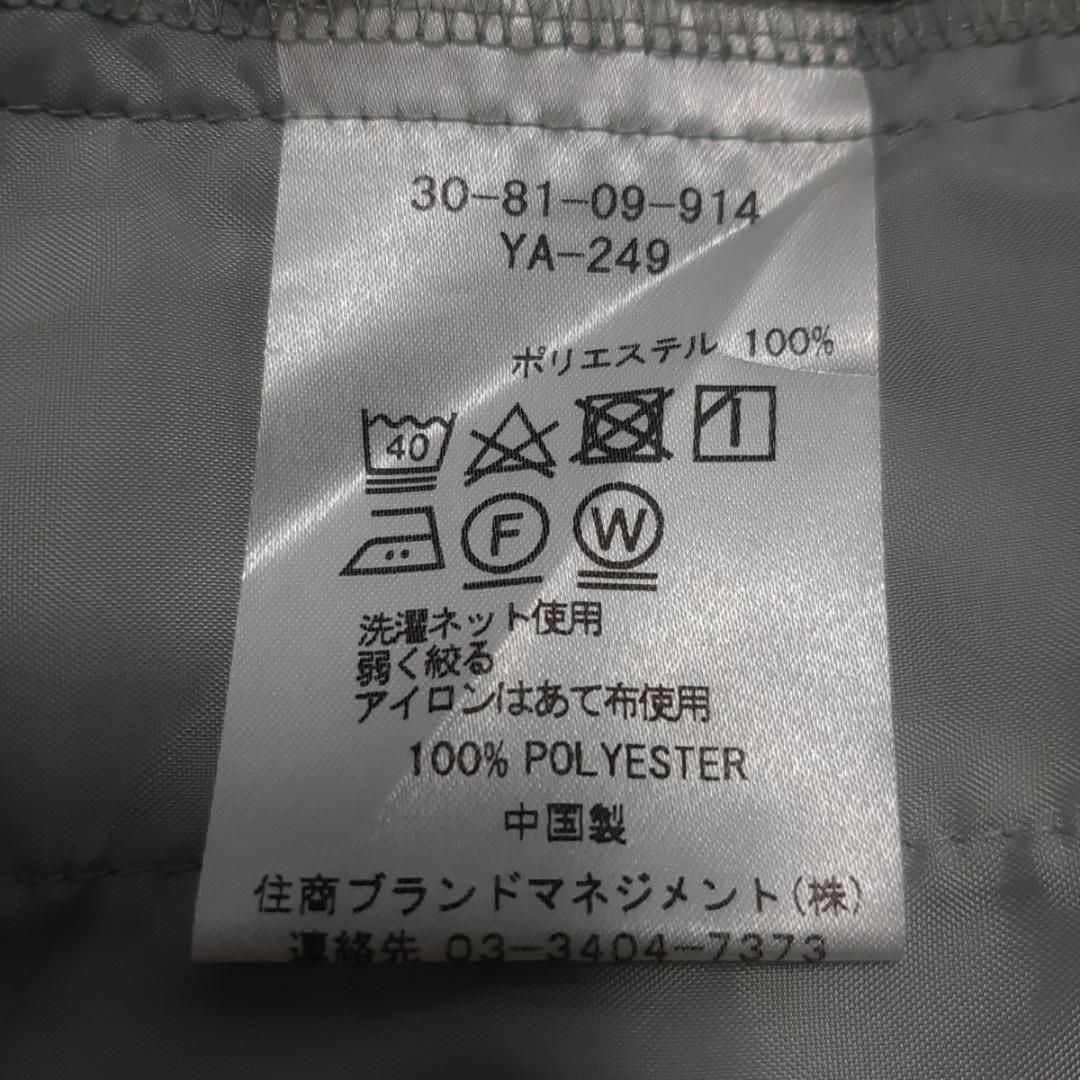 30-81-09-914
YA-249
ポリエステル 100%
40
F W
洗濯ネット使用
弱く絞る
アイロンはあて布使用
100% POLYESTER
中国製
住商ブランドマネジメント(株)
連絡先 03-3404-7373